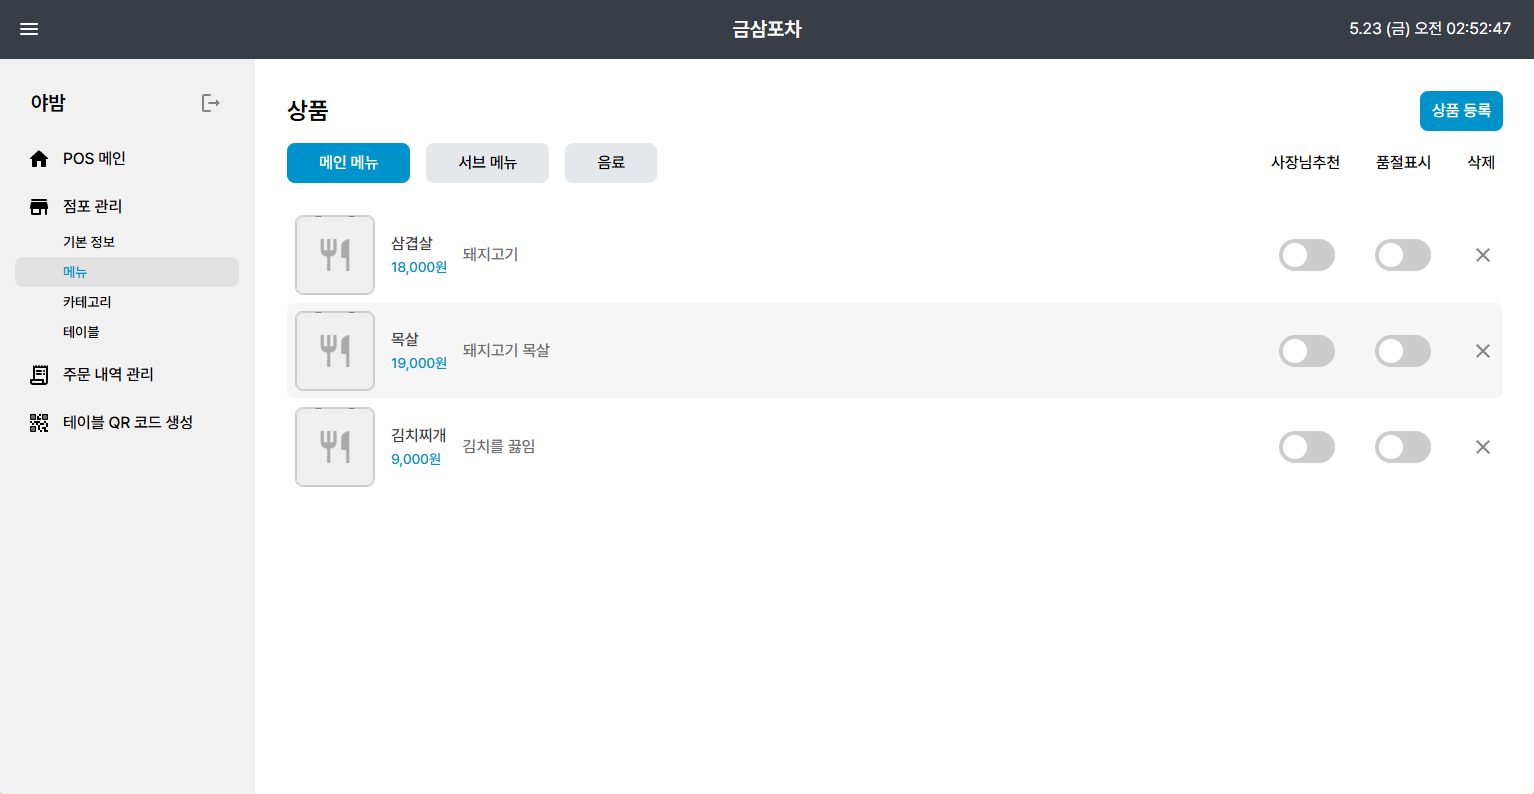 금삼포차
5.23 (금) 오전 02:52:47
야밤
POS 메인
점포 관리
기본 정보
메뉴
카테고리
테이블
주문 내역 관리
테이블 QR 코드 생성
상품
상품 등록
메인 메뉴
서브 메뉴
음료
사장님추천
품절표시
삭제
삼겹살
18,000원
돼지고기
목살
19,000원
돼지고기 목살
김치찌개
9,000원
김치를 끓임